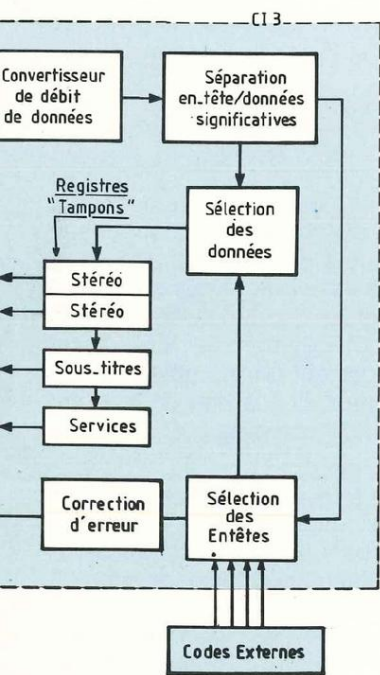 CI 3
Convertisseur
de débit
de données
Séparation
en_tête/données
significatives
Registres
"Tampons"
Sélection
des
données
Stéréo
Stéréo
Sous_titres
Services
Correction
d'erreur
Sélection
des
Entêtes
Codes Externes